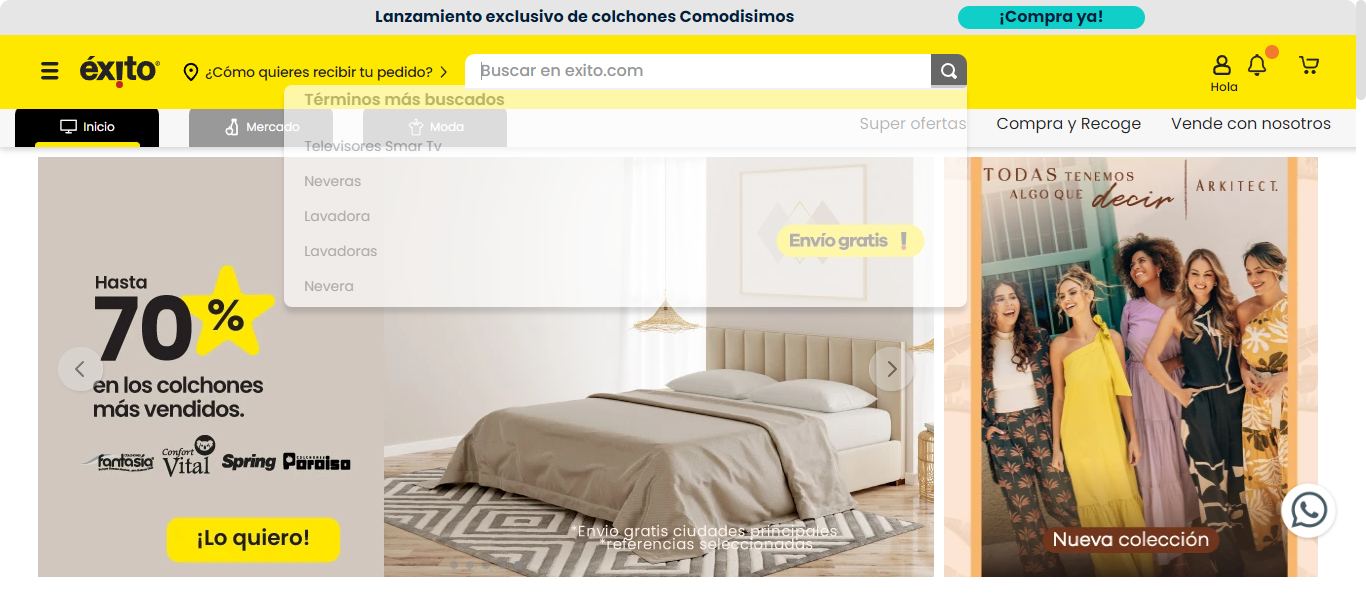 Lanzamiento exclusivo de colchones Comodisimos
¡Compra ya!
éxito
¿Cómo quieres recibir tu pedido?
Buscar en exito.com
Hola
Términos más buscados
Inicio
Mercado
Moda
Super ofertas
Compra y Recoge
Vende con nosotros
Televisores Smar Tv
Neveras
Lavadora
Lavadoras
Nevera
Envío gratis
Hasta
70%
en los colchones
más vendidos.
fantasía
Confort
Vital
Spring
Paraíso
¡Lo quiero!
*Envío gratis ciudades principales
*referencias seleccionadas
TODAS TENEMOS
ALGO QUE decir
ARKITECT.
Nueva colección